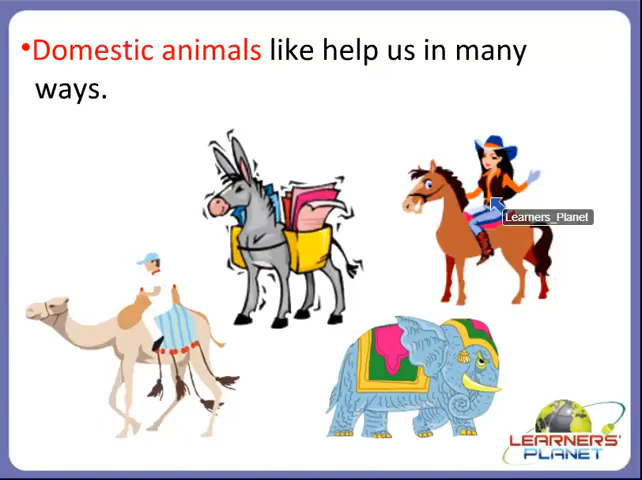 •Domestic animals like help us in many
ways.
Learners_Planet
LEARNERS'
PLANET